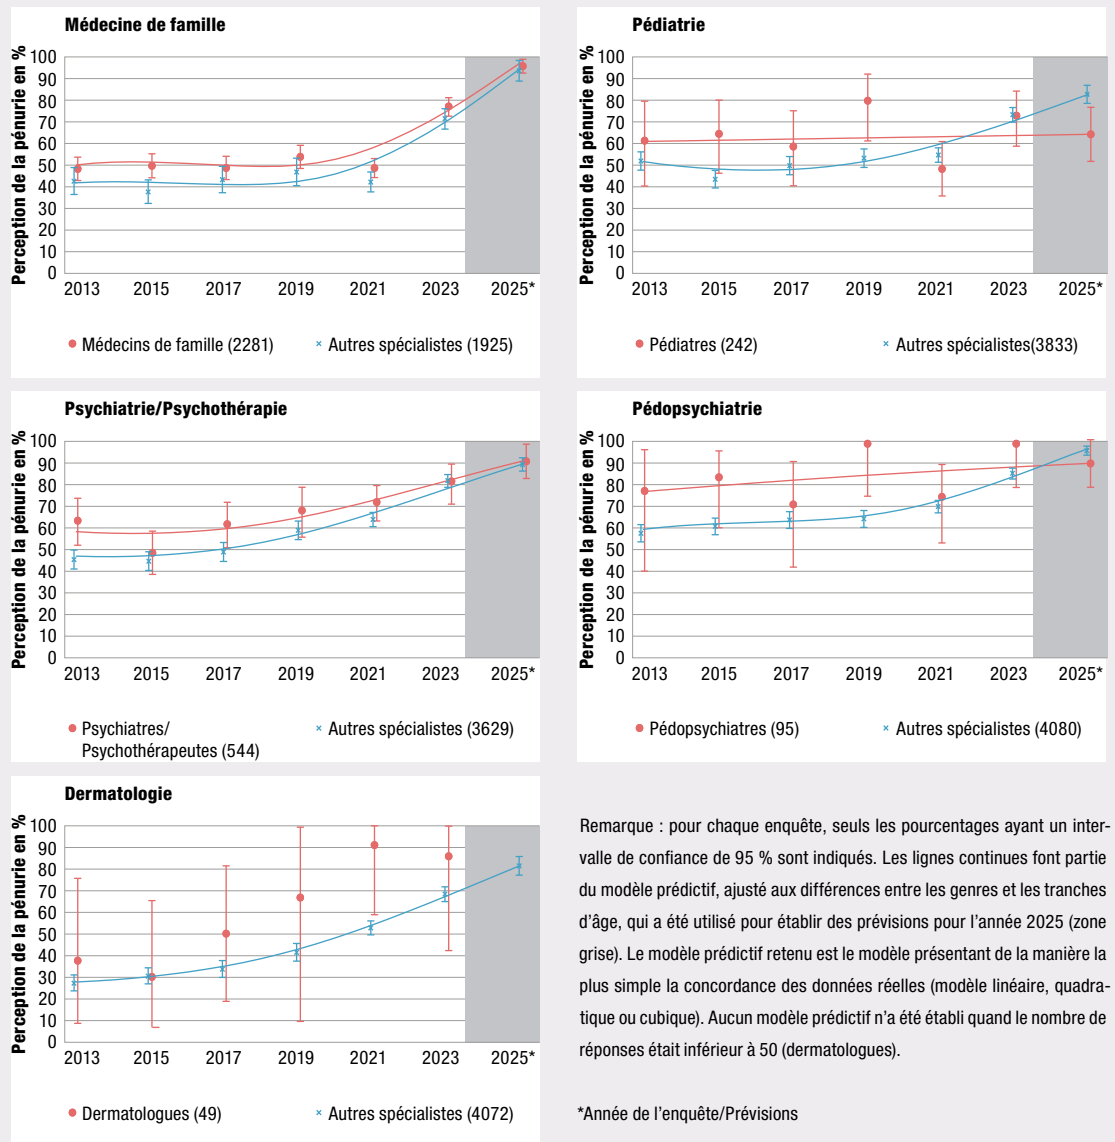 Médecine de famille
Perception de la pénurie en %
100
90
80
70
60
50
40
30
20
10
0
2013 2015 2017 2019 2021 2023 2025*
Médecins de famille (2281) Autres spécialistes (1925)
Pédiatrie
Perception de la pénurie en %
100
90
80
70
60
50
40
30
20
10
0
2013 2015 2017 2019 2021 2023 2025*
Pédiatres (242) Autres spécialistes(3833)
Psychiatrie/Psychothérapie
Perception de la pénurie en %
100
90
80
70
60
50
40
30
20
10
0
2013 2015 2017 2019 2021 2023 2025*
Psychiatres/ Autres spécialistes (3629)
Psychothérapeutes (544)
Pédopsychiatrie
Perception de la pénurie en %
100
90
80
70
60
50
40
30
20
10
0
2013 2015 2017 2019 2021 2023 2025*
Pédopsychiatres (95) Autres spécialistes (4080)
Dermatologie
Perception de la pénurie en %
100
90
80
70
60
50
40
30
20
10
0
2013 2015 2017 2019 2021 2023 2025*
Dermatologues (49) Autres spécialistes (4072)
Remarque : pour chaque enquête, seuls les pourcentages ayant un inter-
valle de confiance de 95 % sont indiqués. Les lignes continues font partie
du modèle prédictif, ajusté aux différences entre les genres et les tranches
d’âge, qui a été utilisé pour établir des prévisions pour l’année 2025 (zone
grise). Le modèle prédictif retenu est le modèle présentant de la manière la
plus simple la concordance des données réelles (modèle linéaire, quadra-
tique ou cubique). Aucun modèle prédictif n’a été établi quand le nombre de
réponses était inférieur à 50 (dermatologues).
*Année de l’enquête/Prévisions